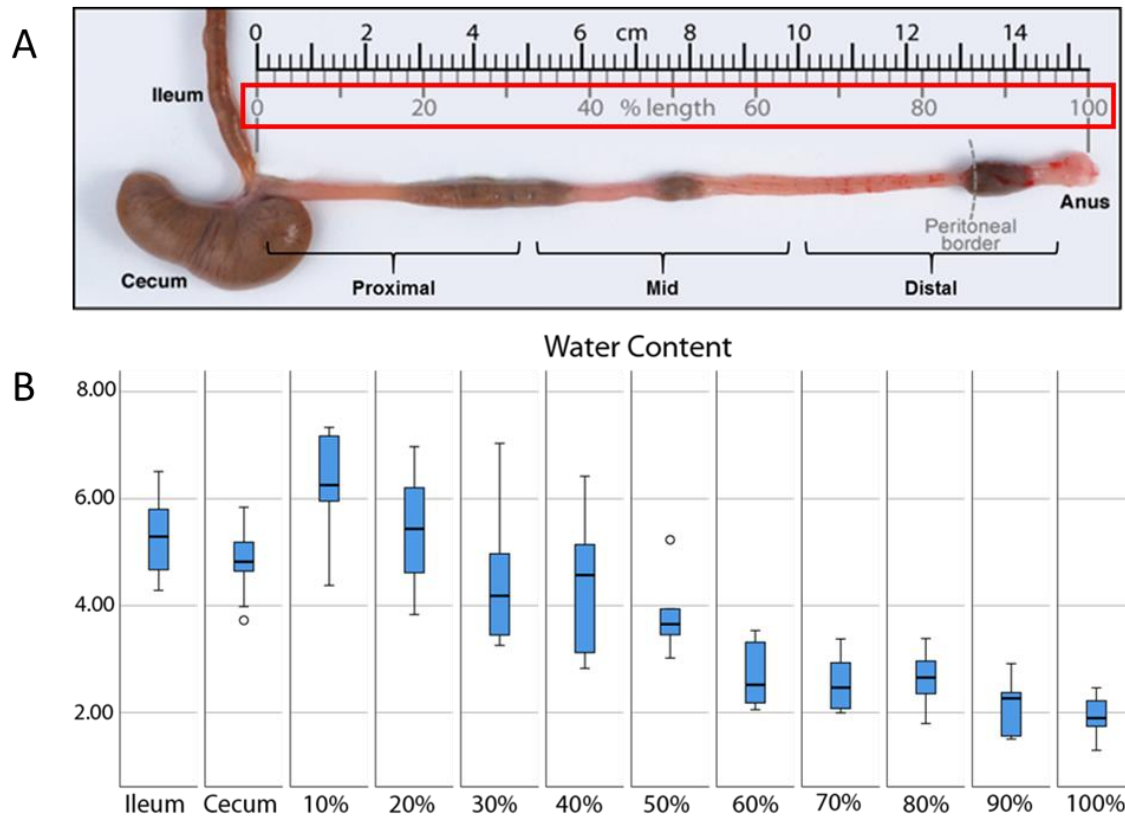 A
0 2 4 6 cm 8 10 12 14
Ileum
0 20 40 % length 60 80 100
Anus
Peritoneal
border
Cecum
Proximal Mid Distal
Water Content
B
8.00
6.00
4.00
2.00
Ileum Cecum 10% 20% 30% 40% 50% 60% 70% 80% 90% 100%